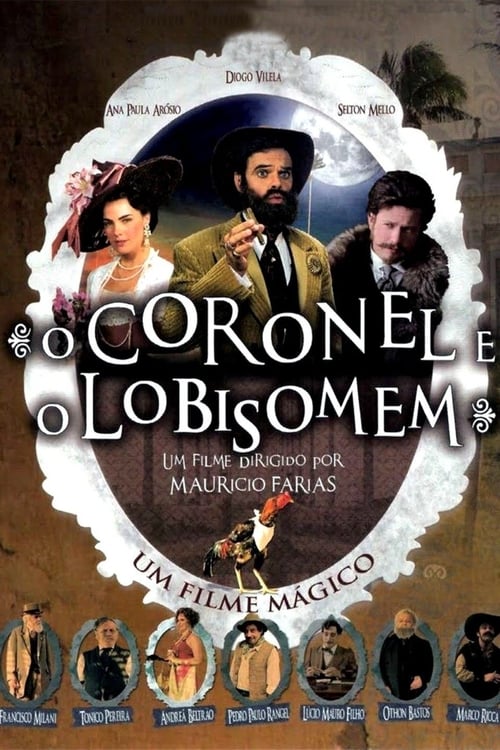 DIOGO VILELA
ANA PAULA ARÓSIO
SELTON MELLO
O CORONEL E
O LOBISOMEM
UM FILME DIRIGIDO POR
MAURICIO FARIAS
UM FILME MÁGICO
FRANCISCO MILANI
TONICO PEREIRA
ANDREÁ BELTRÃO
PEDRO PAULO RANGEL
LÚCIO MAURO FILHO
OTHON BASTOS
MARCO RICCA